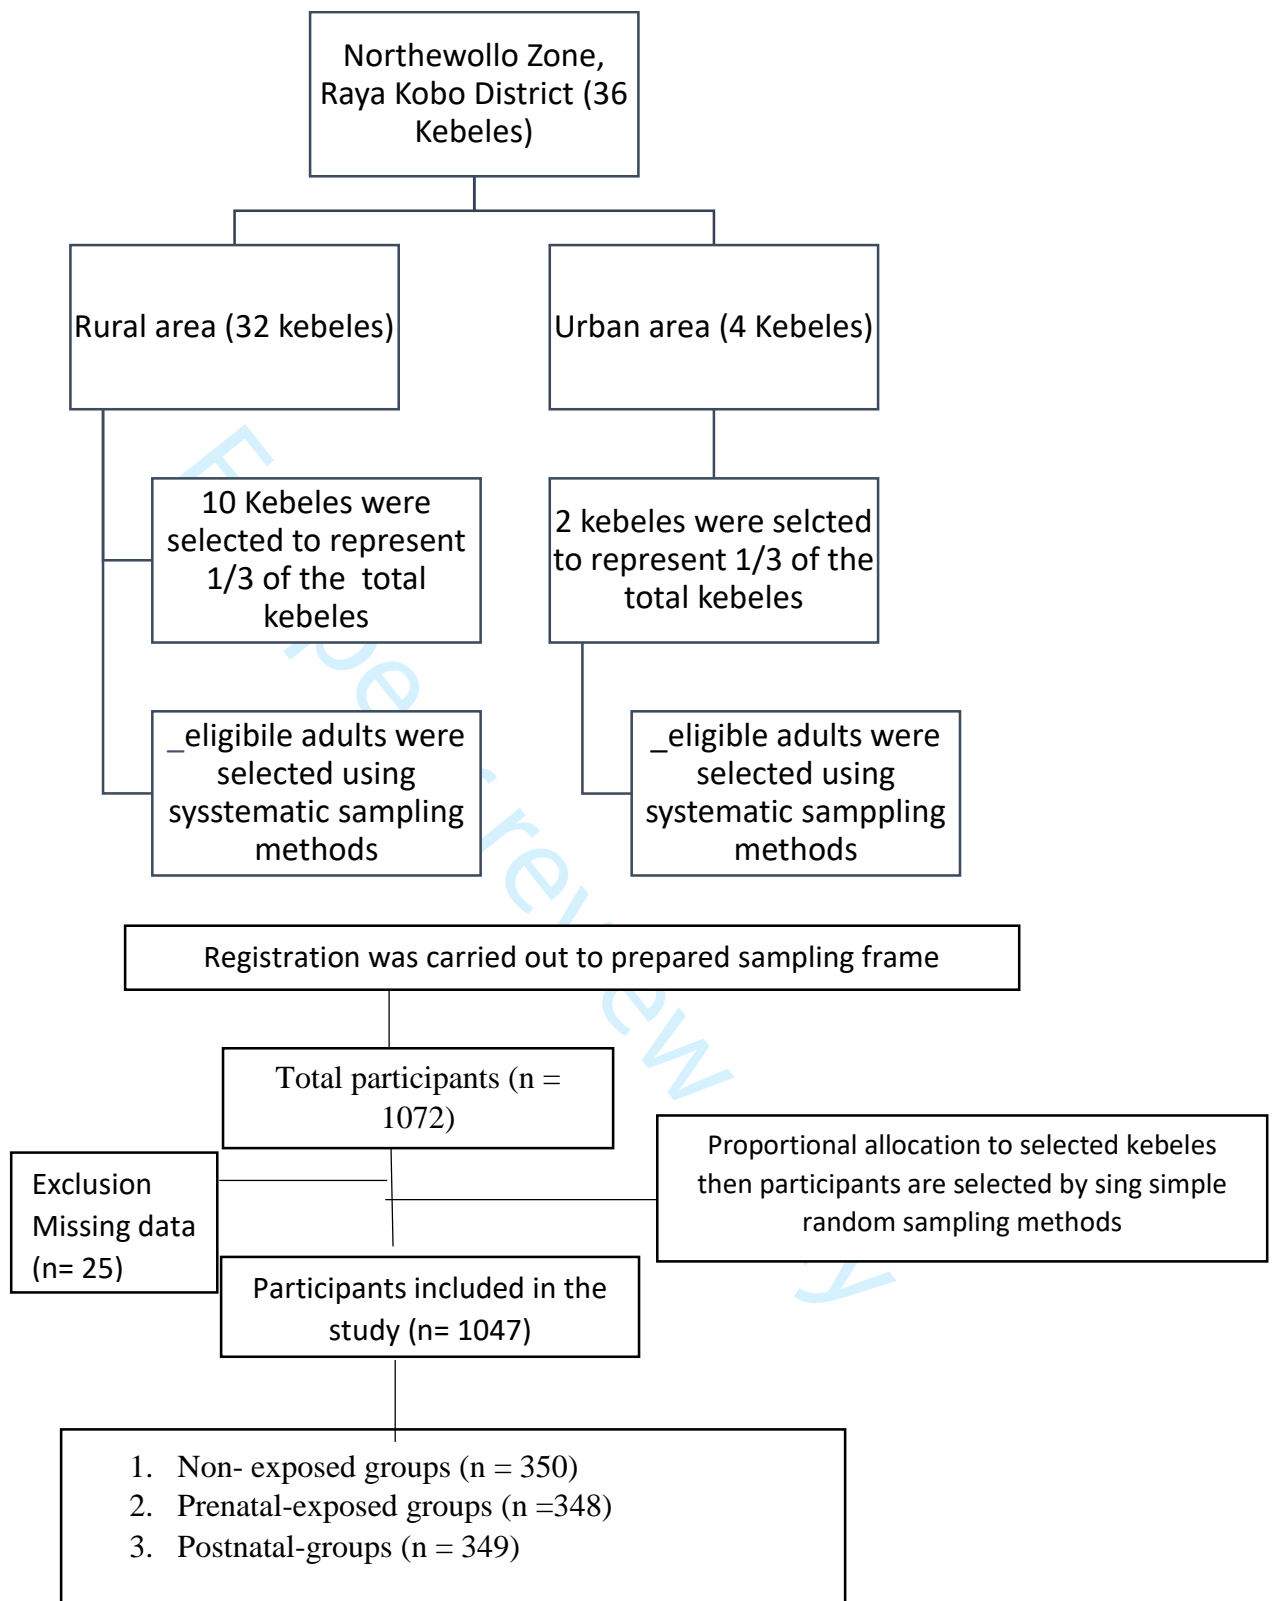 Northewollo Zone,
Raya Kobo District (36
Kebeles)
Rural area (32 kebeles)
Urban area (4 Kebeles)
10 Kebeles were
selected to represent
1/3 of the total
kebeles
2 kebeles were selcted
to represent 1/3 of the
total kebeles
_eligibile adults were
selected using
sysstematic sampling
methods
_eligible adults were
selected using
systematic samppling
methods
Registration was carried out to prepared sampling frame
Total participants (n =
1072)
Exclusion
Missing data
(n= 25)
Proportional allocation to selected kebeles
then participants are selected by sing simple
random sampling methods
Participants included in the
study (n= 1047)
1. Non- exposed groups (n = 350)
2. Prenatal-exposed groups (n =348)
3. Postnatal-groups (n = 349)